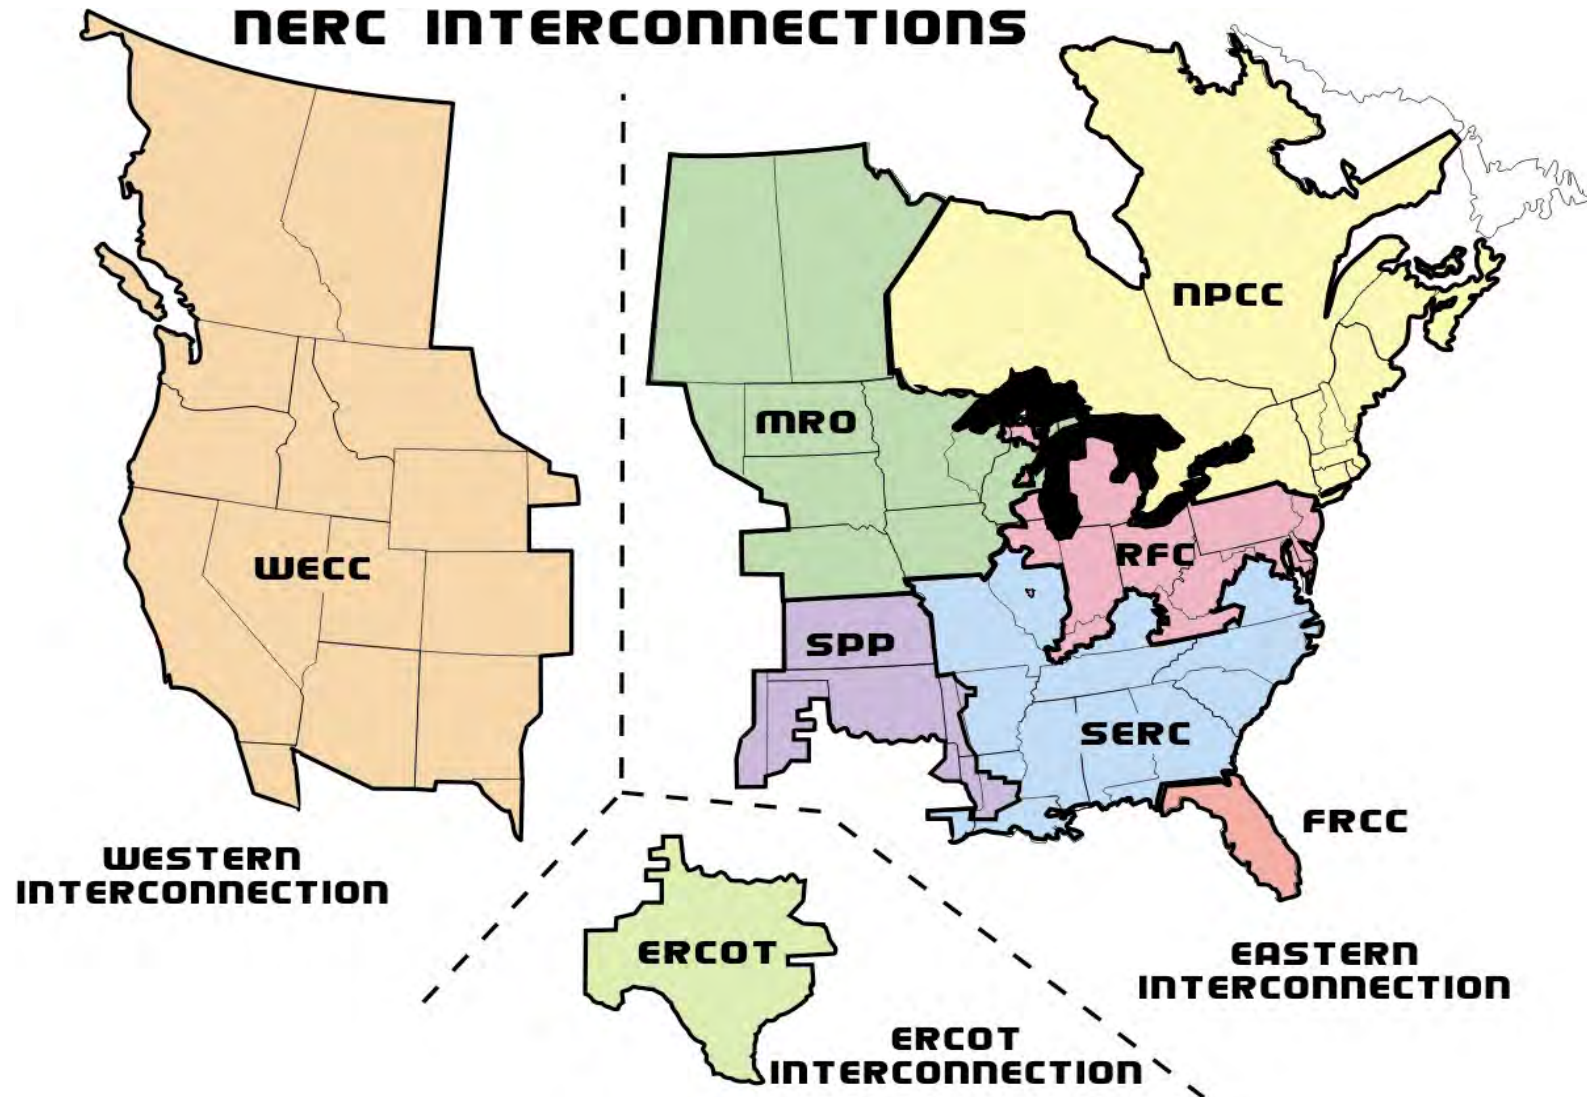 NERC INTERCONNECTIONS
NPCC
MRO
RFC
WECC
SPP
SERC
FRCC
WESTERN
INTERCONNECTION
ERCOT
EASTERN
INTERCONNECTION
ERCOT
INTERCONNECTION